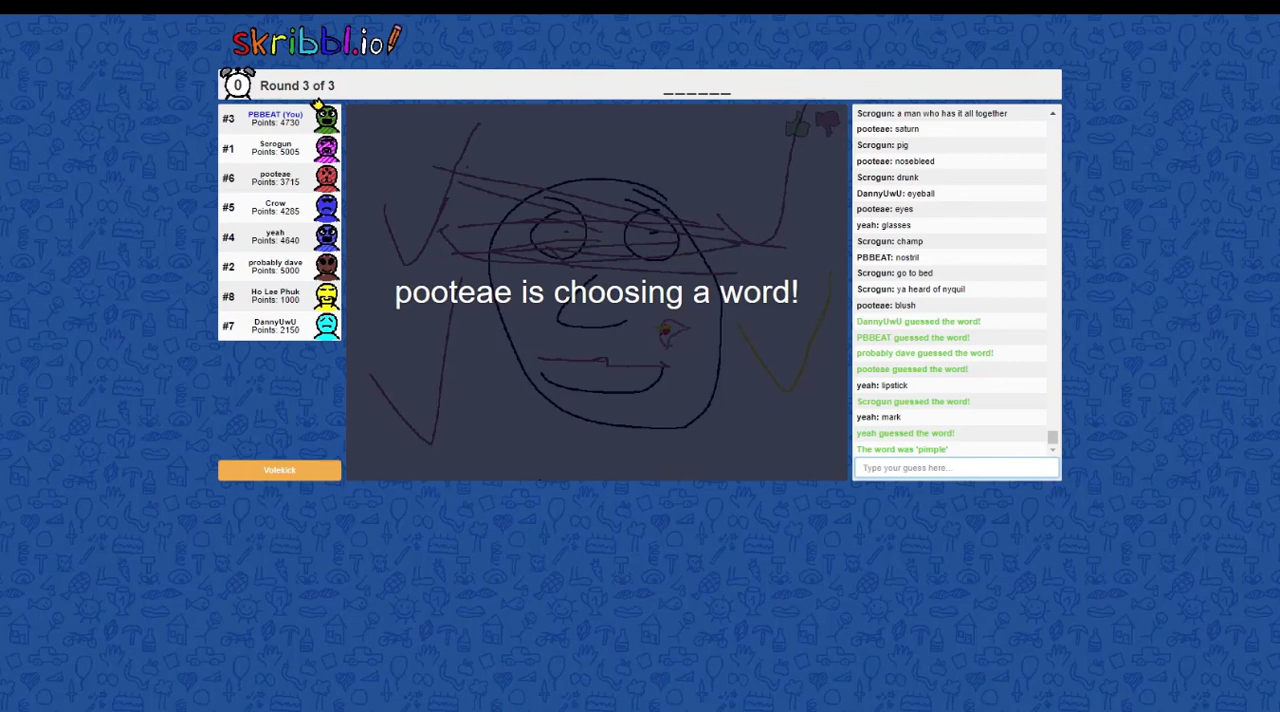 skribbl.io
0
Round 3 of 3
______
#3 PBBEAT (You)
Points: 4730
#1 Scrogun
Points: 5005
#6 pooteae
Points: 3715
#5 Crow
Points: 4285
#4 yeah
Points: 4640
#2 probably dave
Points: 5000
#8 Ho Lee Phuk
Points: 1000
#7 DannyUwU
Points: 2150
Votekick
pooteae is choosing a word!
Scrogun: a man who has it all together
pooteae: saturn
Scrogun: pig
pooteae: nosebleed
Scrogun: drunk
DannyUwU: eyeball
pooteae: eyes
yeah: glasses
Scrogun: champ
PBBEAT: nostril
Scrogun: go to bed
Scrogun: ya heard of nyquil
pooteae: blush
DannyUwU guessed the word!
PBBEAT guessed the word!
probably dave guessed the word!
pooteae guessed the word!
yeah: lipstick
Scrogun guessed the word!
yeah: mark
yeah guessed the word!
The word was 'pimple'
Type your guess here...